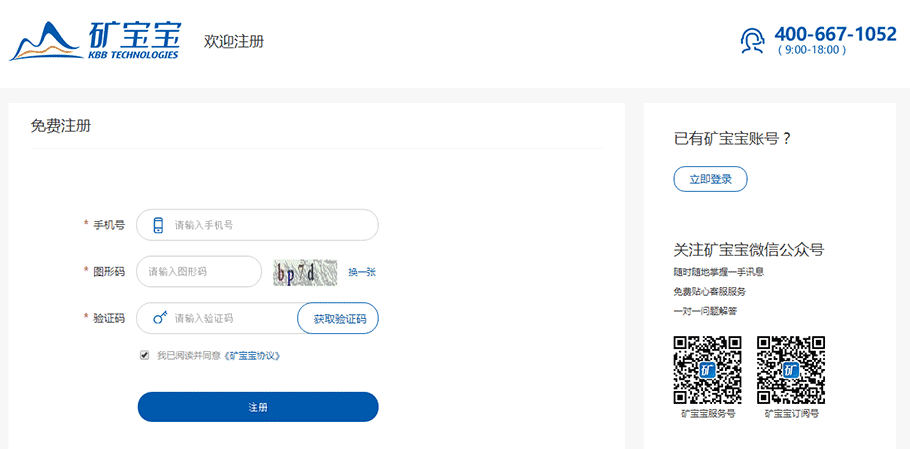 矿宝宝
KBB TECHNOLOGIES
欢迎注册
400-667-1052
( 9:00-18:00 )
免费注册
* 手机号 请输入手机号
* 图形码 请输入图形码 bp7d 换一张
* 验证码 请输入验证码 获取验证码
我已阅读并同意《矿宝宝协议》
注册
已有矿宝宝账号？
立即登录
关注矿宝宝微信公众号
随时随地掌握一手讯息
免费贴心客服服务
一对一问题解答
矿 矿
矿宝宝服务号 矿宝宝订阅号